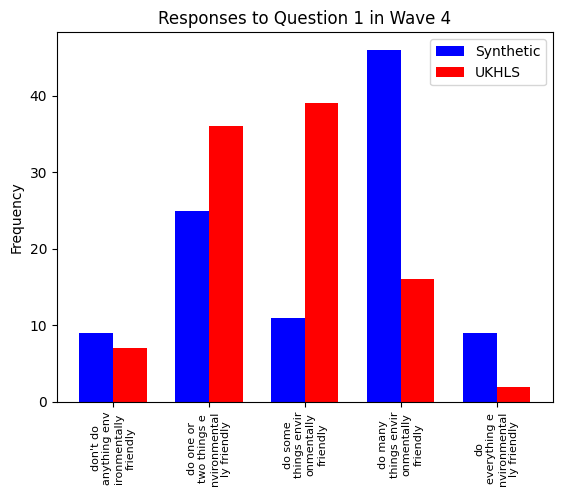 Responses to Question 1 in Wave 4
Synthetic
UKHLS
Frequency
40
30
20
10
0
don't do
anything env
ironmentally
friendly
do one or
two things e
nvironmental
ly friendly
do some
things envir
onmentally
friendly
do many
things envir
onmentally
friendly
do
everything e
nvironmental
ly friendly